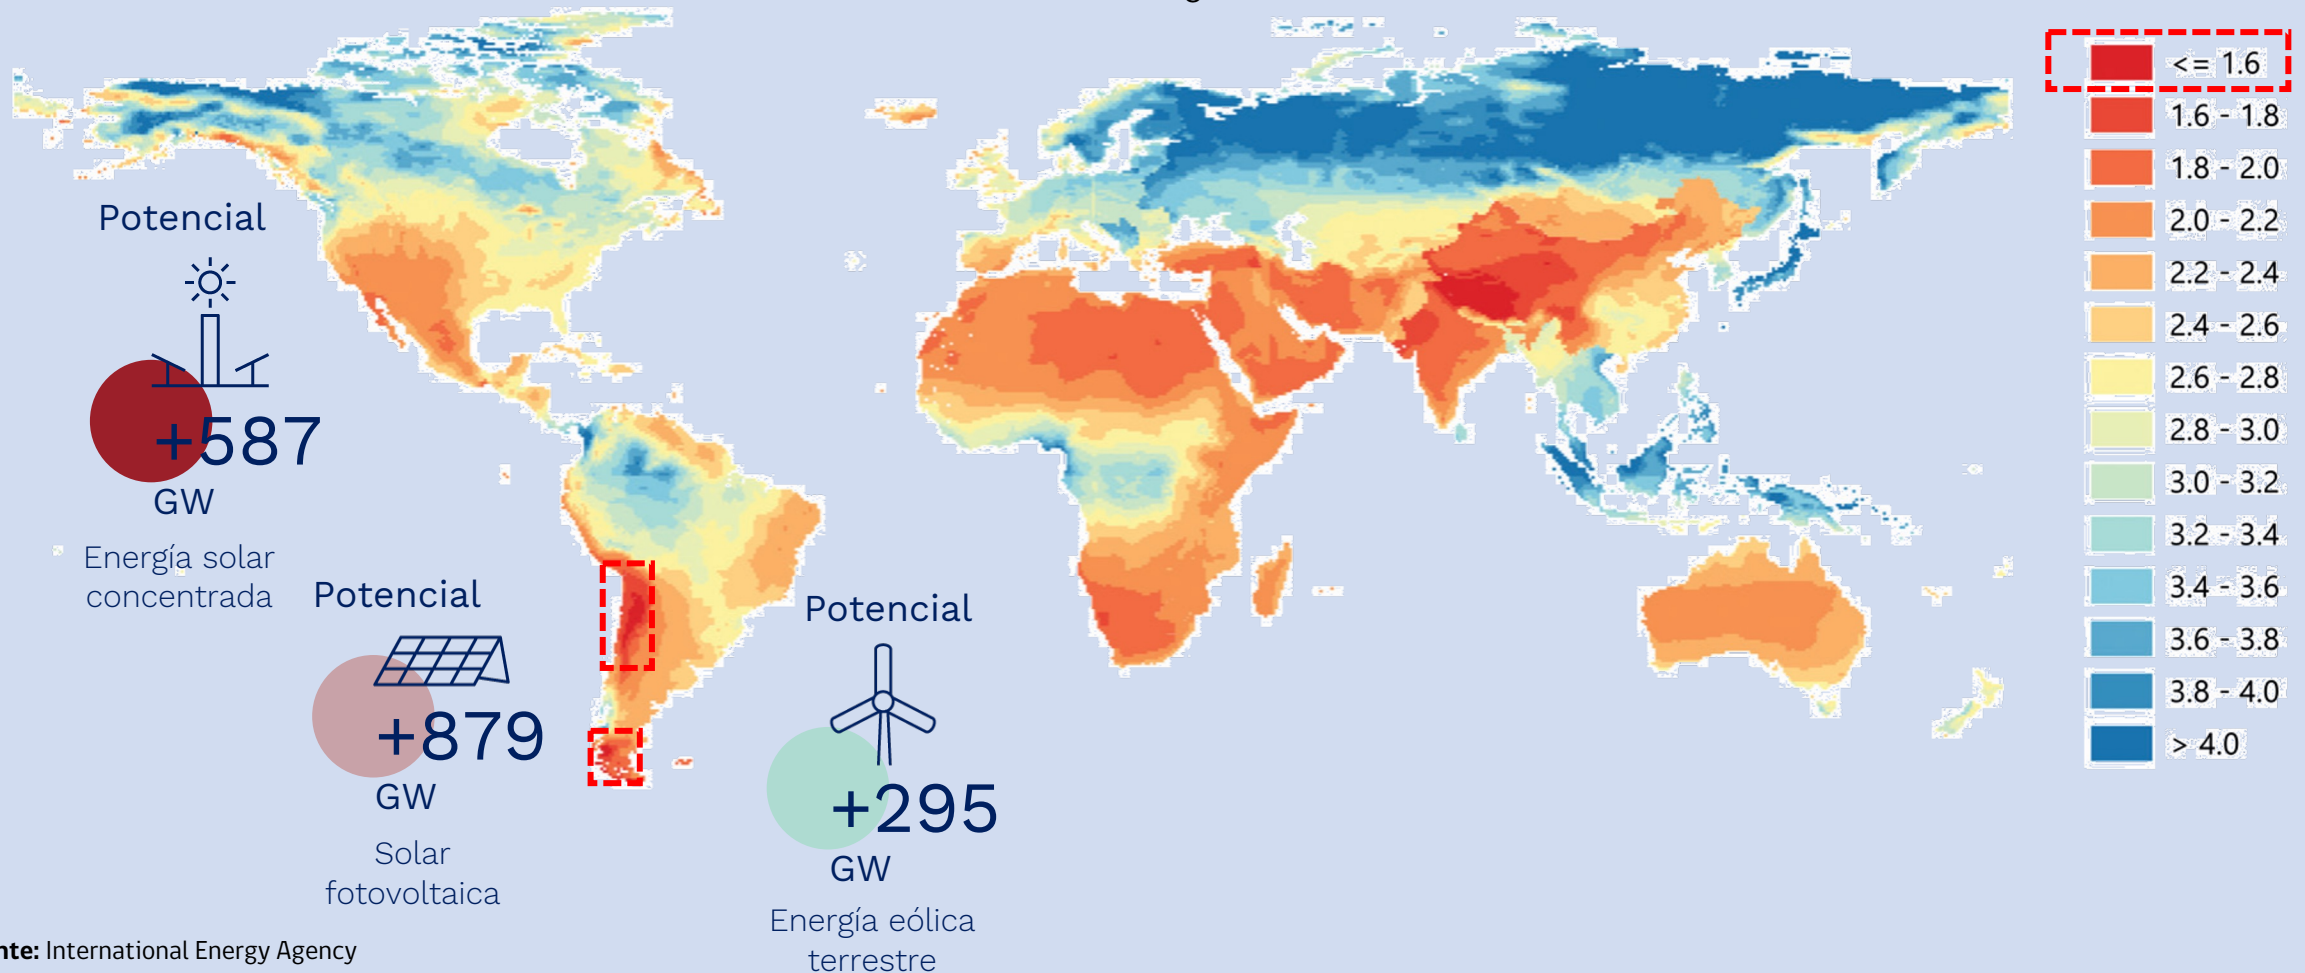 Potencial
+587
GW
Energía solar
concentrada
Potencial
+879
GW
Solar
fotovoltaica
Potencial
+295
GW
Energía eólica
terrestre
<= 1.6
1.6 - 1.8
1.8 - 2.0
2.0 - 2.2
2.2 - 2.4
2.4 - 2.6
2.6 - 2.8
2.8 - 3.0
3.0 - 3.2
3.2 - 3.4
3.4 - 3.6
3.6 - 3.8
3.8 - 4.0
> 4.0
nte: International Energy Agency